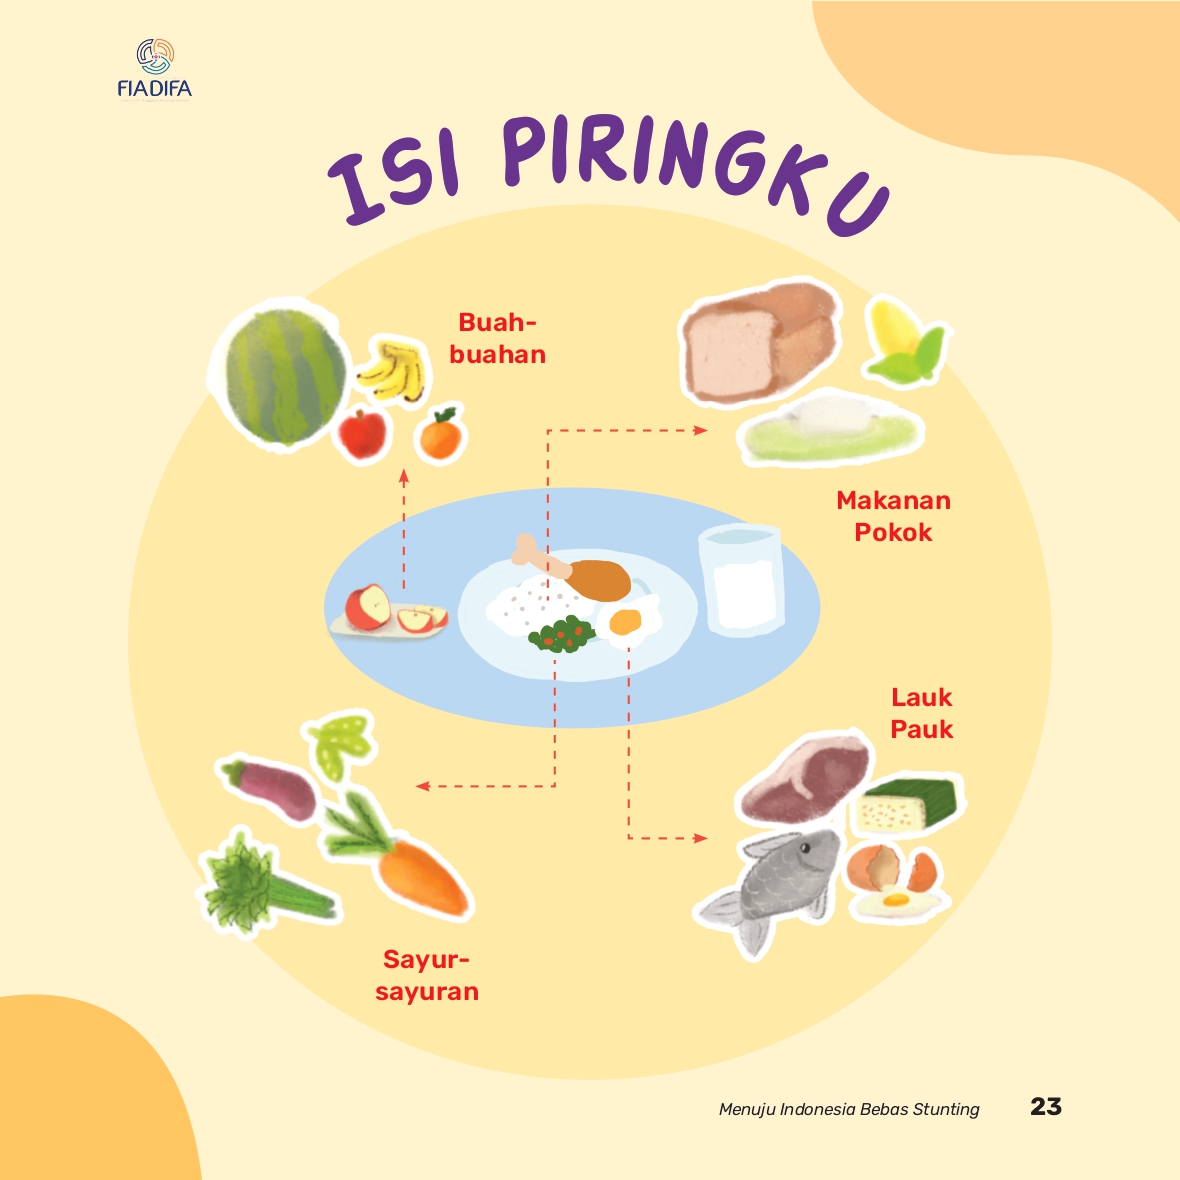 FIADIFA
ISI PIRINGKU
Buah-
buahan
Makanan
Pokok
Lauk
Pauk
Sayur-
sayuran
Menuju Indonesia Bebas Stunting 23